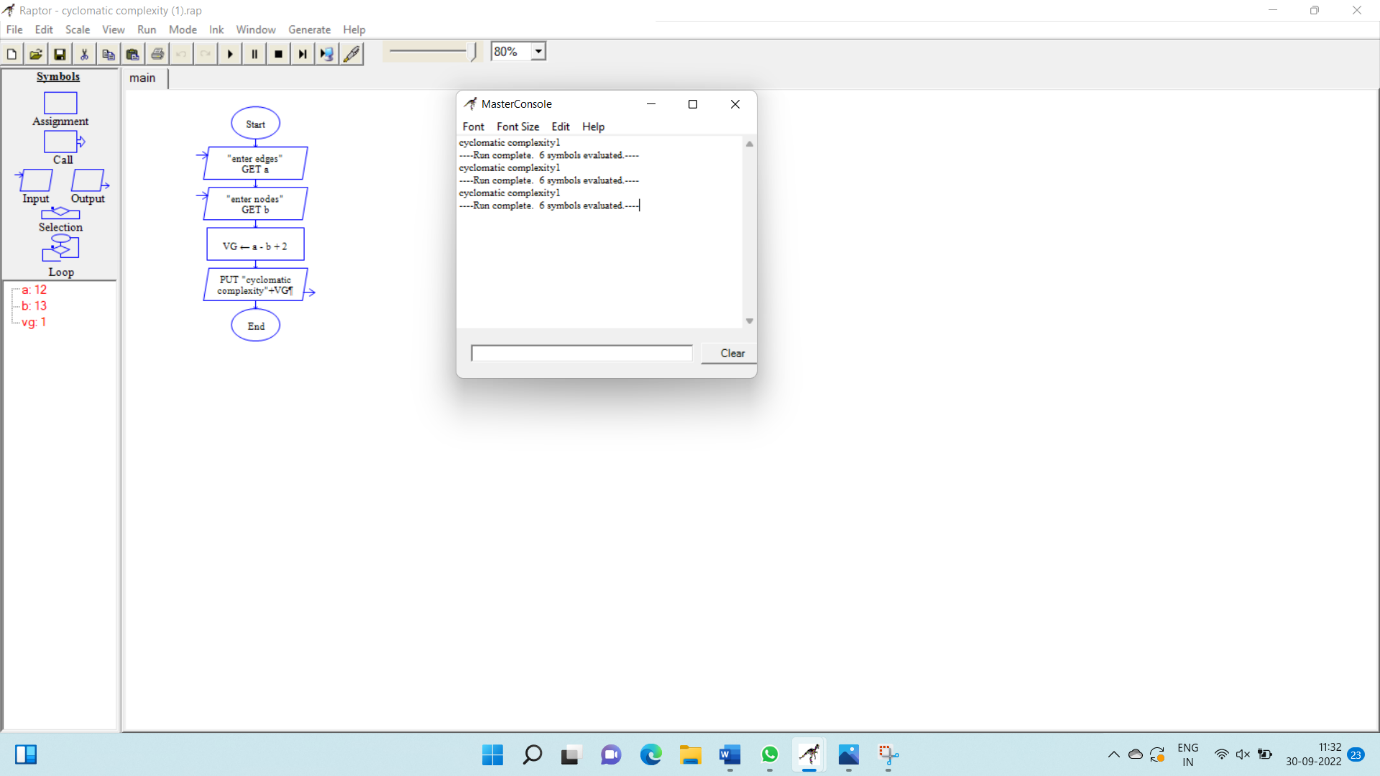 Raptor - cyclomatic complexity (1).rap
File Edit Scale View Run Mode Ink Window Generate Help
80%
Symbols
Assignment
Call
Input Output
Selection
Loop
a: 12
b: 13
vg: 1
main
Start
"enter edges"
GET a
"enter nodes"
GET b
VG ← a - b + 2
PUT "cyclomatic
complexity"+VG¶
End
MasterConsole
Font Font Size Edit Help
cyclomatic complexity1
----Run complete. 6 symbols evaluated.----
cyclomatic complexity1
----Run complete. 6 symbols evaluated.----
cyclomatic complexity1
----Run complete. 6 symbols evaluated.----
Clear
ENG
IN
11:32
30-09-2022
23